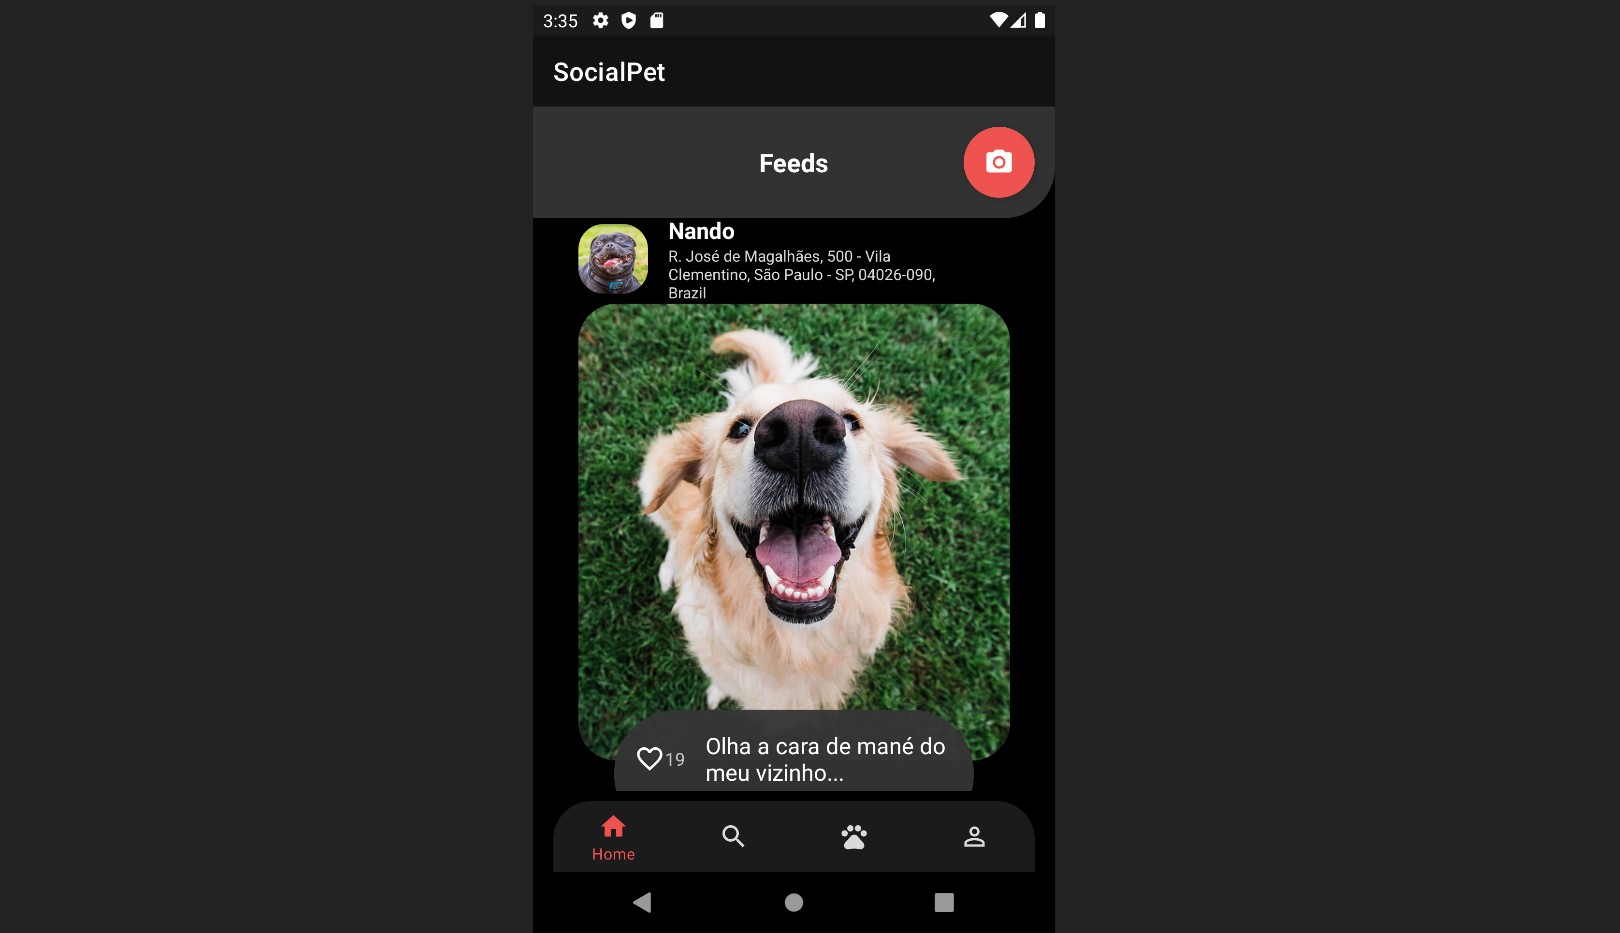 3:35
SocialPet
Feeds
Nando
R. José de Magalhães, 500 - Vila
Clementino, São Paulo - SP, 04026-090,
Brazil
19
Olha a cara de mané do
meu vizinho...
Home